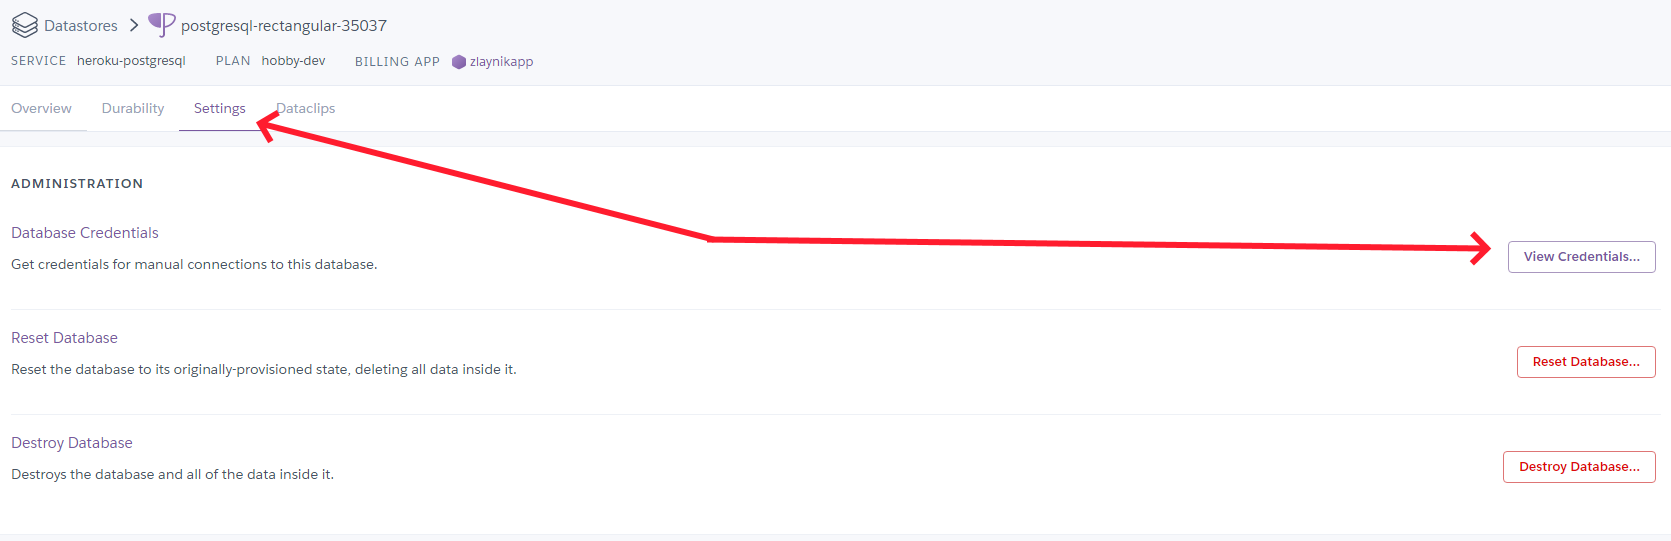 Datastores > postgresql-rectangular-35037
SERVICE heroku-postgresql PLAN hobby-dev BILLING APP zlaynikapp
Overview Durability Settings Dataclips
ADMINISTRATION
Database Credentials
Get credentials for manual connections to this database.
View Credentials...
Reset Database
Reset the database to its originally-provisioned state, deleting all data inside it.
Reset Database...
Destroy Database
Destroys the database and all of the data inside it.
Destroy Database...